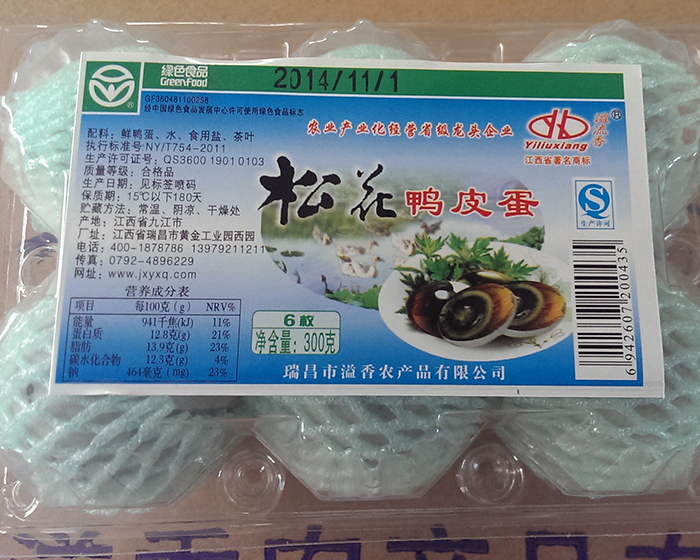 绿色食品
Greenfood
2014/11/1
GF360481100258
经中国绿色食品发展中心许可使用绿色食品标志
配料：鲜鸭蛋、水、食用盐、茶叶
执行标准号：NY/T754-2011
生产许可证号：QS3600 1901 0103
质量等级：合格品
生产日期：见标签喷码
保质期：15℃以下180天
贮藏方法：常温、阴凉、干燥处
产地：江西省九江市
厂址：江西省瑞昌市黄金工业园西园
电话：400-1878786 13979211211
传真：0792-4896229
网址：www.jxyxq.com
营养成分表
项目 每100克(g) NRV%
能量 941千焦(kJ) 11%
蛋白质 12.8克(g) 21%
脂肪 13.9克(g) 23%
碳水化合物 12.3克(g) 4%
钠 464毫克(mg) 23%
农业产业化经营省级龙头企业
溢流香®
Yiliuxiang
江西省著名商标
松花鸭皮蛋
QS
生产许可
6枚
净含量：300克
6942607200435
瑞昌市溢香农产品有限公司